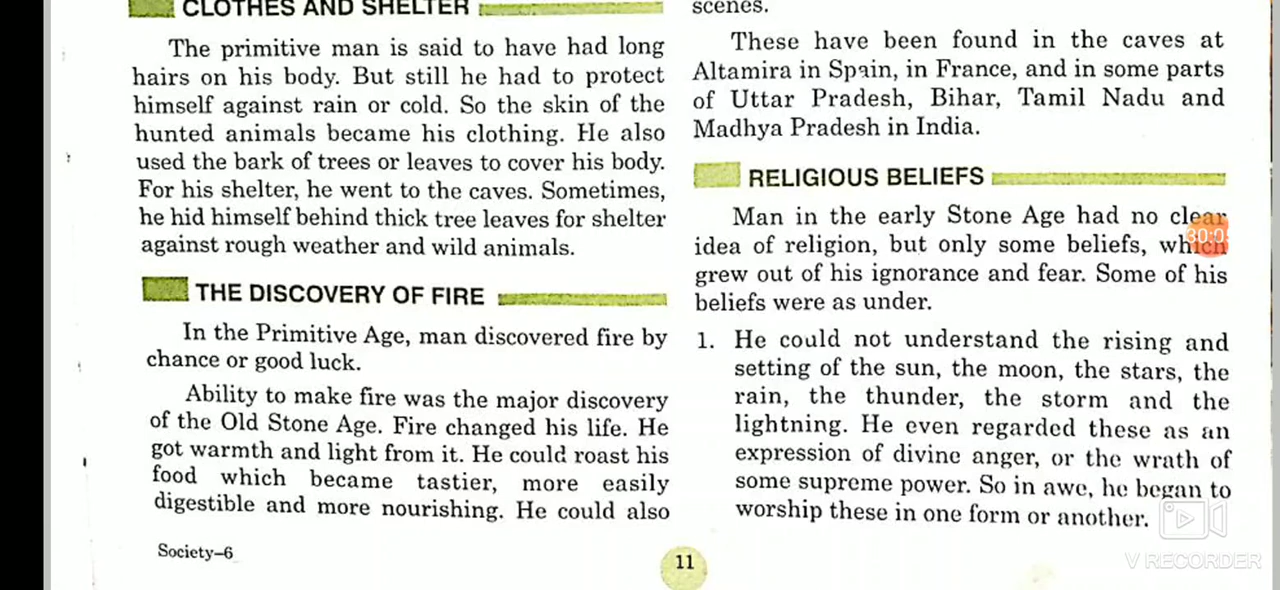 CLOTHES AND SHELTER
The primitive man is said to have had long
hairs on his body. But still he had to protect
himself against rain or cold. So the skin of the
hunted animals became his clothing. He also
used the bark of trees or leaves to cover his body.
For his shelter, he went to the caves. Sometimes,
he hid himself behind thick tree leaves for shelter
against rough weather and wild animals.
THE DISCOVERY OF FIRE
In the Primitive Age, man discovered fire by
chance or good luck.
Ability to make fire was the major discovery
of the Old Stone Age. Fire changed his life. He
got warmth and light from it. He could roast his
food which became tastier, more easily
digestible and more nourishing. He could also
Society–6
scenes.
These have been found in the caves at
Altamira in Spain, in France, and in some parts
of Uttar Pradesh, Bihar, Tamil Nadu and
Madhya Pradesh in India.
RELIGIOUS BELIEFS
Man in the early Stone Age had no clear
idea of religion, but only some beliefs, which
grew out of his ignorance and fear. Some of his
beliefs were as under.
1. He could not understand the rising and
setting of the sun, the moon, the stars, the
rain, the thunder, the storm and the
lightning. He even regarded these as an
expression of divine anger, or the wrath of
some supreme power. So in awe, he began to
worship these in one form or another.
11
V RECORDER